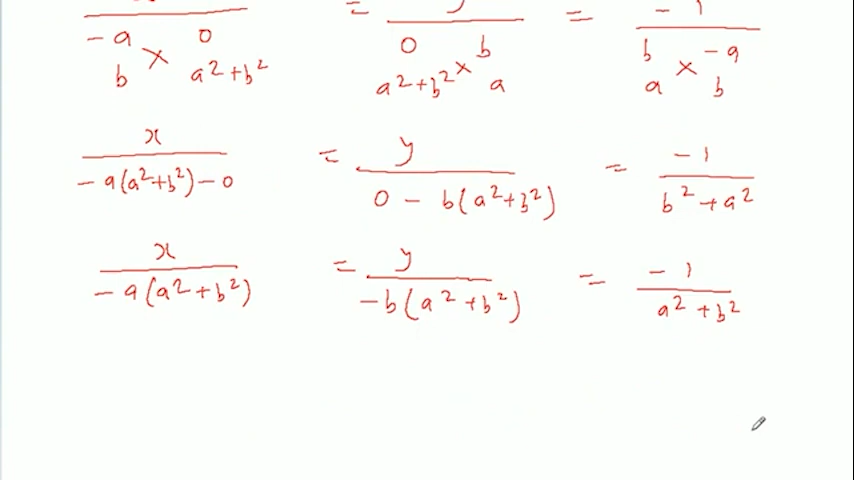 = y = -1
-a 0 0 b b -a
× × ×
b a²+b² a²+b² a a b
x = y = -1
-a(a²+b²)-0 0 - b(a²+b²) b²+a²
x = y = -1
-a(a²+b²) -b(a²+b²) a²+b²